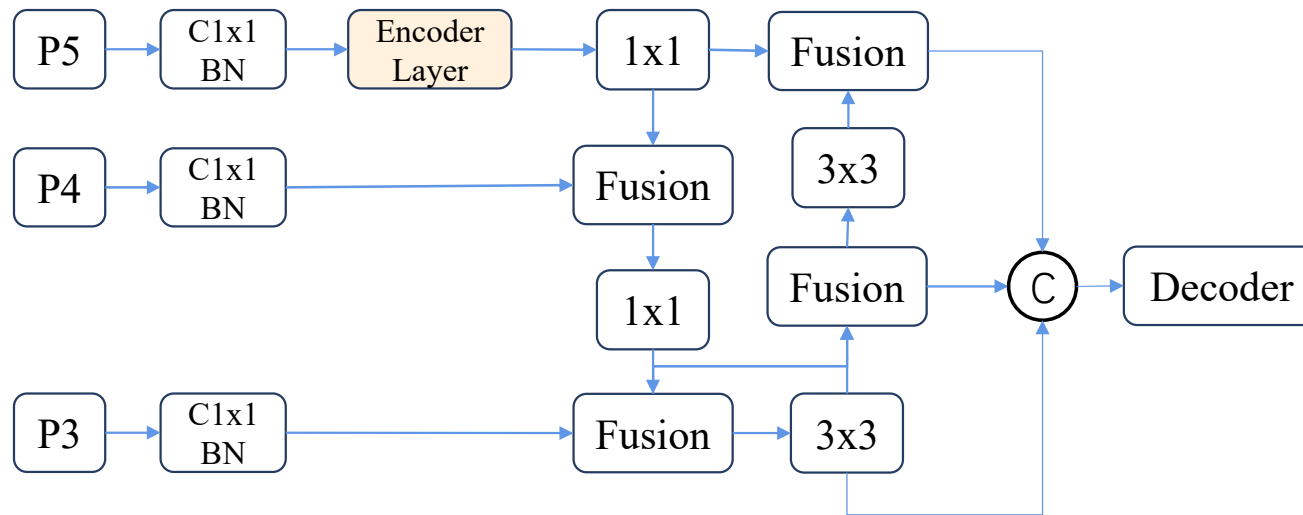 P5
C1x1
BN
Encoder
Layer
1x1
Fusion
P4
C1x1
BN
Fusion
3x3
1x1
Fusion
C
Decoder
P3
C1x1
BN
Fusion
3x3